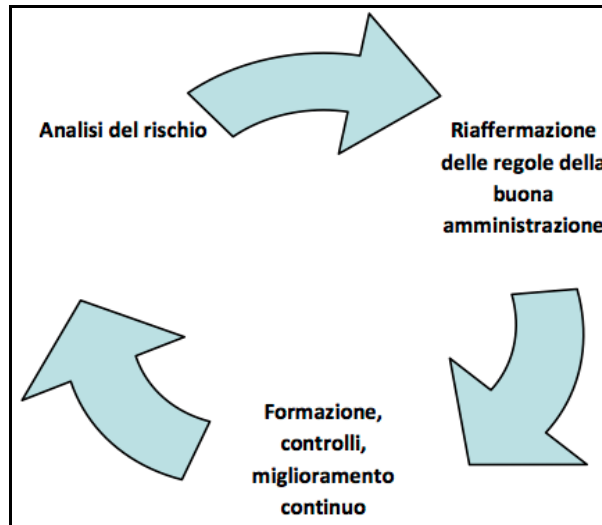 Analisi del rischio
Riaffermazione
delle regole della
buona
amministrazione
Formazione,
controlli,
miglioramento
continuo